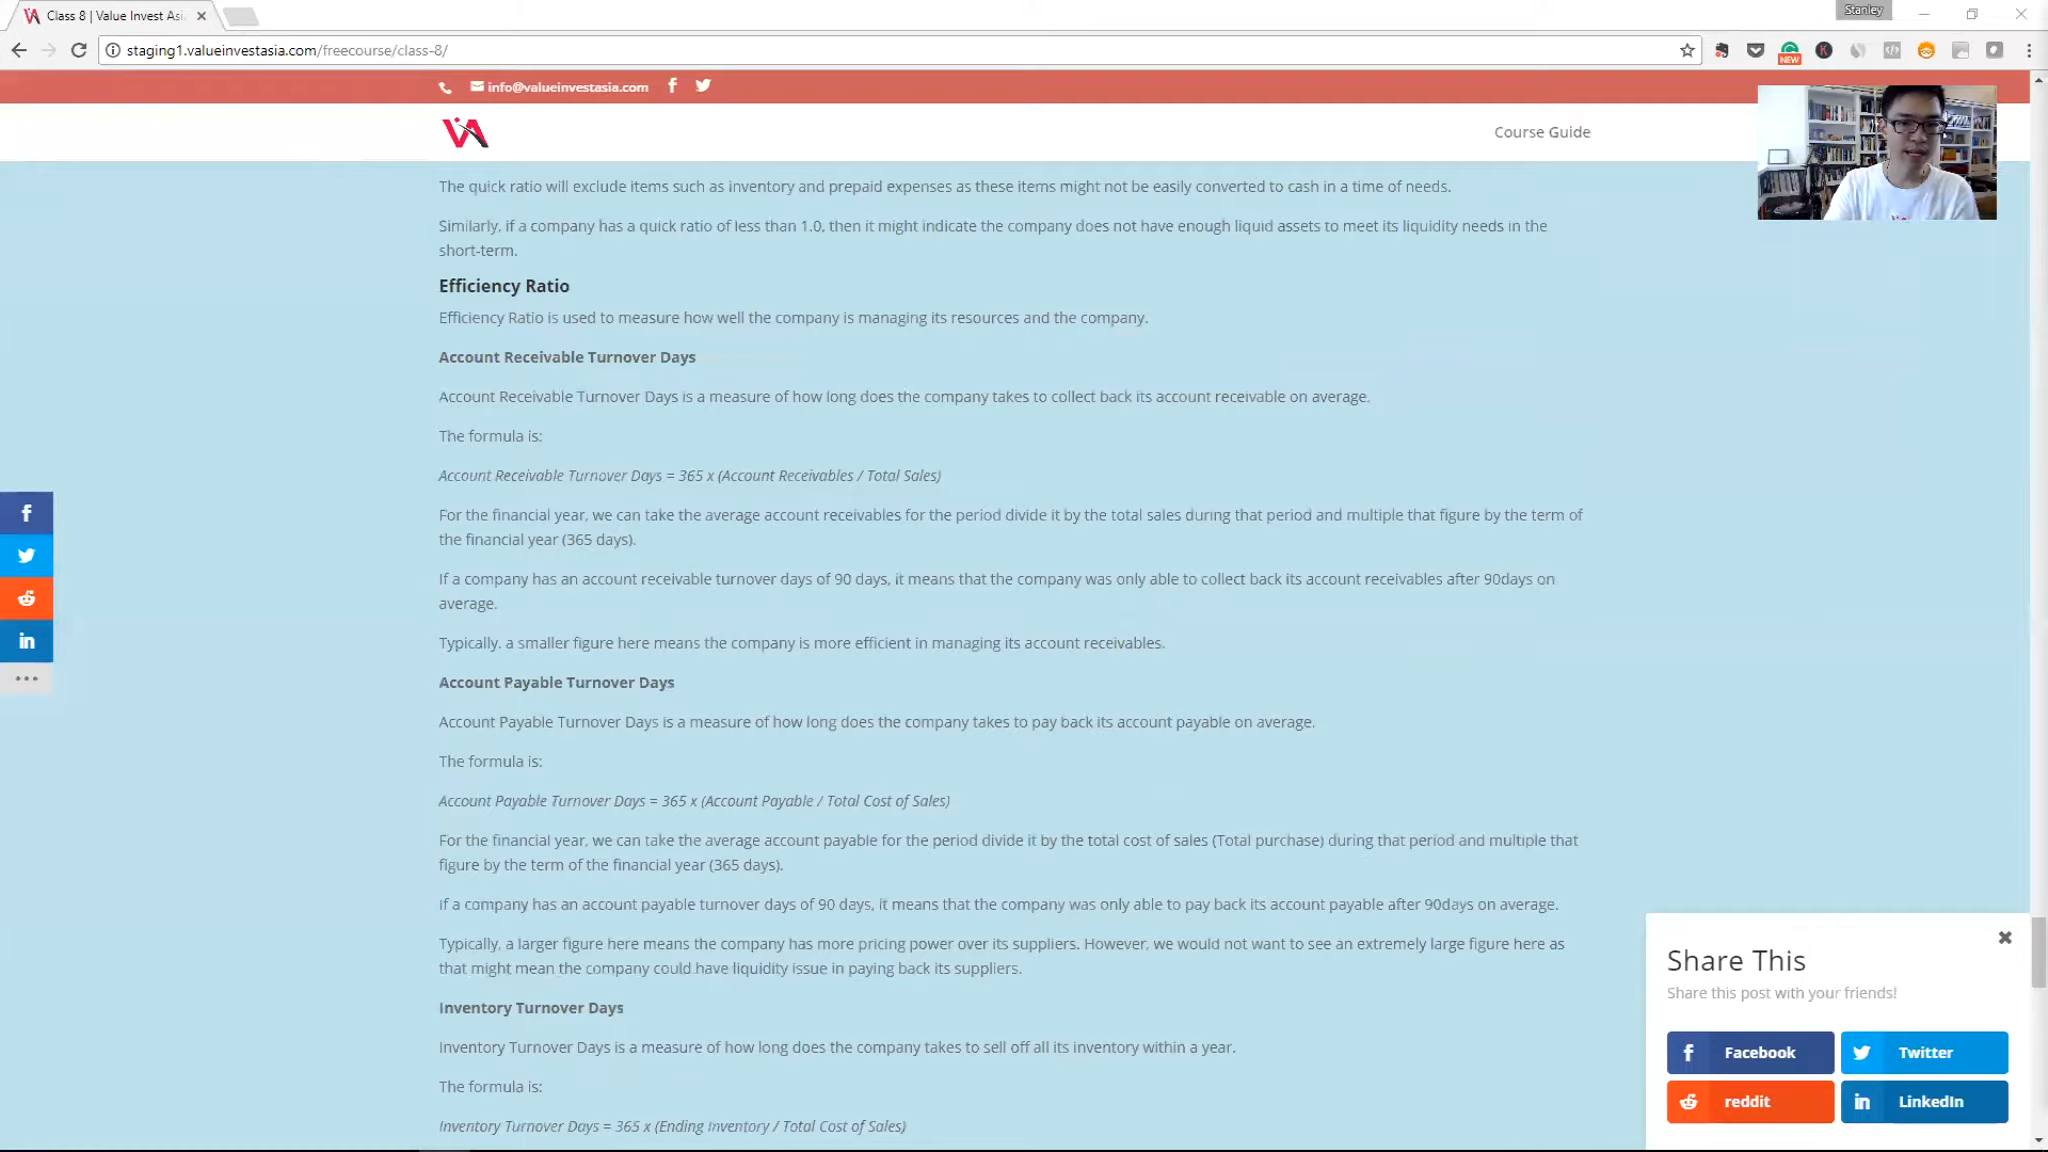 Class 8 | Value Invest Asi
Stanley
staging1.valueinvestasia.com/freecourse/class-8/
NEW
info@valueinvestasia.com
VIA
Course Guide
The quick ratio will exclude items such as inventory and prepaid expenses as these items might not be easily converted to cash in a time of needs.
Similarly, if a company has a quick ratio of less than 1.0, then it might indicate the company does not have enough liquid assets to meet its liquidity needs in the
short-term.
Efficiency Ratio
Efficiency Ratio is used to measure how well the company is managing its resources and the company.
Account Receivable Turnover Days
Account Receivable Turnover Days is a measure of how long does the company takes to collect back its account receivable on average.
The formula is:
Account Receivable Turnover Days = 365 x (Account Receivables / Total Sales)
For the financial year, we can take the average account receivables for the period divide it by the total sales during that period and multiple that figure by the term of
the financial year (365 days).
If a company has an account receivable turnover days of 90 days, it means that the company was only able to collect back its account receivables after 90days on
average.
Typically, a smaller figure here means the company is more efficient in managing its account receivables.
Account Payable Turnover Days
Account Payable Turnover Days is a measure of how long does the company takes to pay back its account payable on average.
The formula is:
Account Payable Turnover Days = 365 x (Account Payable / Total Cost of Sales)
For the financial year, we can take the average account payable for the period divide it by the total cost of sales (Total purchase) during that period and multiple that
figure by the term of the financial year (365 days).
If a company has an account payable turnover days of 90 days, it means that the company was only able to pay back its account payable after 90days on average.
Typically, a larger figure here means the company has more pricing power over its suppliers. However, we would not want to see an extremely large figure here as
that might mean the company could have liquidity issue in paying back its suppliers.
Inventory Turnover Days
Inventory Turnover Days is a measure of how long does the company takes to sell off all its inventory within a year.
The formula is:
Inventory Turnover Days = 365 x (Ending Inventory / Total Cost of Sales)
Share This
Share this post with your friends!
Facebook
Twitter
reddit
LinkedIn